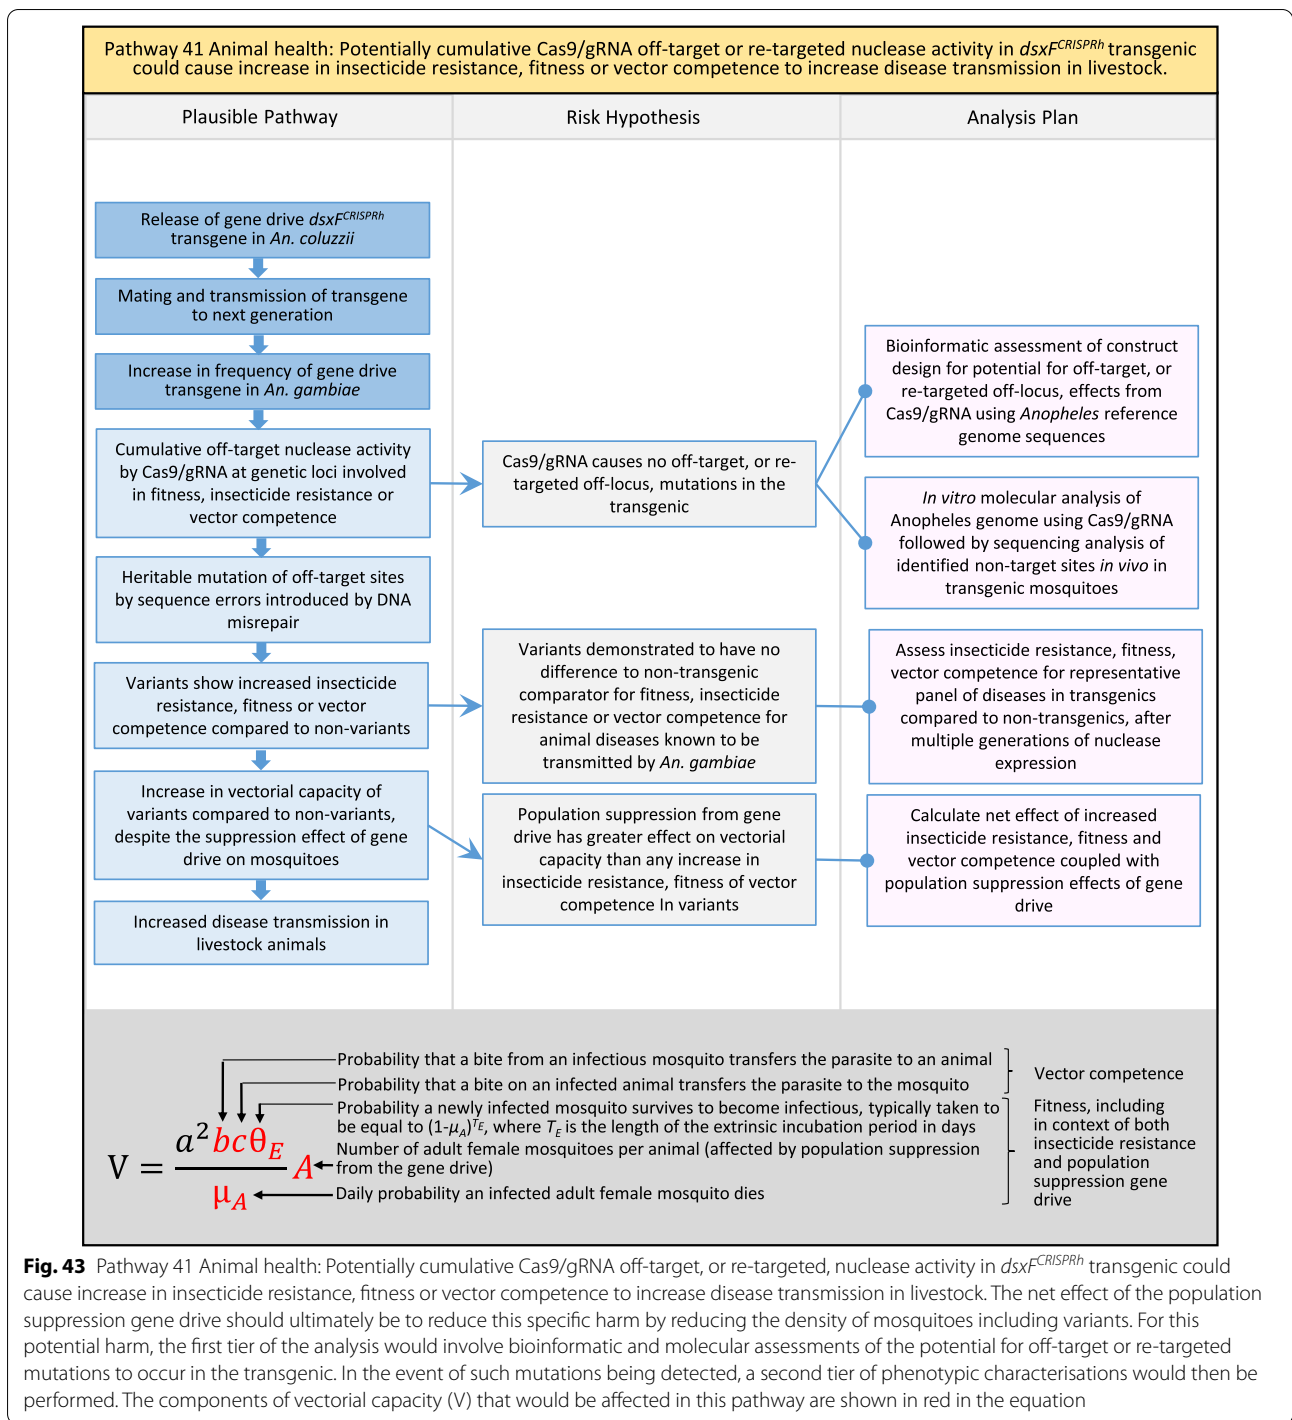 Pathway 41 Animal health: Potentially cumulative Cas9/gRNA off-target or re-targeted nuclease activity in dsxF^CRISPRh transgenic
could cause increase in insecticide resistance, fitness or vector competence to increase disease transmission in livestock.
Plausible Pathway
Risk Hypothesis
Analysis Plan
Release of gene drive dsxF^CRISPRh
transgene in An. coluzzii
Mating and transmission of transgene
to next generation
Increase in frequency of gene drive
transgene in An. gambiae
Cumulative off-target nuclease activity
by Cas9/gRNA at genetic loci involved
in fitness, insecticide resistance or
vector competence
Heritable mutation of off-target sites
by sequence errors introduced by DNA
misrepair
Variants show increased insecticide
resistance, fitness or vector
competence compared to non-variants
Increase in vectorial capacity of
variants compared to non-variants,
despite the suppression effect of gene
drive on mosquitoes
Increased disease transmission in
livestock animals
Cas9/gRNA causes no off-target, or re-
targeted off-locus, mutations in the
transgenic
Variants demonstrated to have no
difference to non-transgenic
comparator for fitness, insecticide
resistance or vector competence for
animal diseases known to be
transmitted by An. gambiae
Population suppression from gene
drive has greater effect on vectorial
capacity than any increase in
insecticide resistance, fitness of vector
competence In variants
Bioinformatic assessment of construct
design for potential for off-target, or
re-targeted off-locus, effects from
Cas9/gRNA using Anopheles reference
genome sequences
In vitro molecular analysis of
Anopheles genome using Cas9/gRNA
followed by sequencing analysis of
identified non-target sites in vivo in
transgenic mosquitoes
Assess insecticide resistance, fitness,
vector competence for representative
panel of diseases in transgenics
compared to non-transgenics, after
multiple generations of nuclease
expression
Calculate net effect of increased
insecticide resistance, fitness and
vector competence coupled with
population suppression effects of gene
drive
V = a²bcθ_E / μ_A A
Probability that a bite from an infectious mosquito transfers the parasite to an animal
Probability that a bite on an infected animal transfers the parasite to the mosquito
Probability a newly infected mosquito survives to become infectious, typically taken to
be equal to (1-μ_A)^T_E, where T_E is the length of the extrinsic incubation period in days
Number of adult female mosquitoes per animal (affected by population suppression
from the gene drive)
Daily probability an infected adult female mosquito dies
Vector competence
Fitness, including
in context of both
insecticide resistance
and population
suppression gene
drive
Fig. 43 Pathway 41 Animal health: Potentially cumulative Cas9/gRNA off-target, or re-targeted, nuclease activity in dsxF^CRISPRh transgenic could
cause increase in insecticide resistance, fitness or vector competence to increase disease transmission in livestock. The net effect of the population
suppression gene drive should ultimately be to reduce this specific harm by reducing the density of mosquitoes including variants. For this
potential harm, the first tier of the analysis would involve bioinformatic and molecular assessments of the potential for off-target or re-targeted
mutations to occur in the transgenic. In the event of such mutations being detected, a second tier of phenotypic characterisations would then be
performed. The components of vectorial capacity (V) that would be affected in this pathway are shown in red in the equation